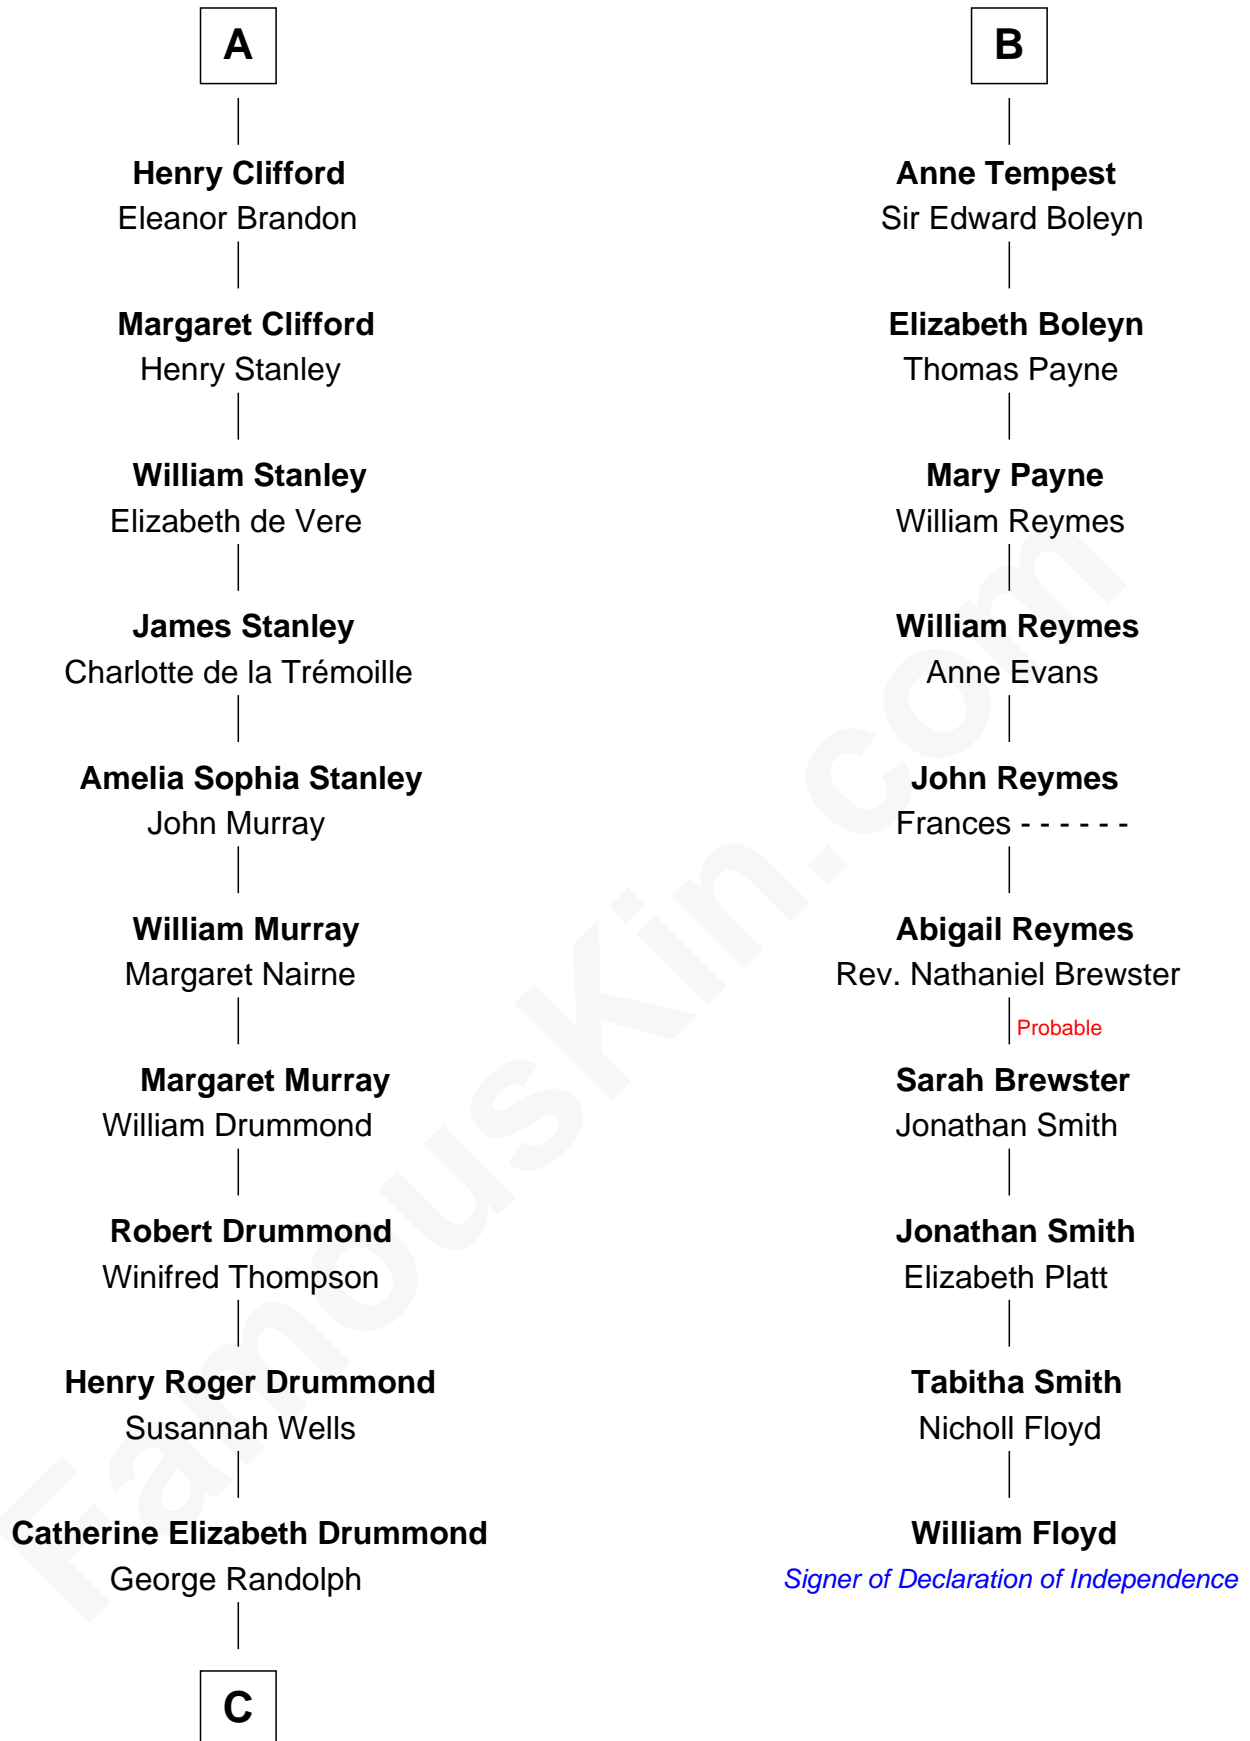 A
Henry Clifford
Eleanor Brandon
Margaret Clifford
Henry Stanley
William Stanley
Elizabeth de Vere
James Stanley
Charlotte de la Trémoille
Amelia Sophia Stanley
John Murray
William Murray
Margaret Nairne
Margaret Murray
William Drummond
Robert Drummond
Winifred Thompson
Henry Roger Drummond
Susannah Wells
Catherine Elizabeth Drummond
George Randolph
C
B
Anne Tempest
Sir Edward Boleyn
Elizabeth Boleyn
Thomas Payne
Mary Payne
William Reymes
William Reymes
Anne Evans
John Reymes
Frances - - - - - -
Abigail Reymes
Rev. Nathaniel Brewster
Probable
Sarah Brewster
Jonathan Smith
Jonathan Smith
Elizabeth Platt
Tabitha Smith
Nicholl Floyd
William Floyd
Signer of Declaration of Independence
FamousKin.com